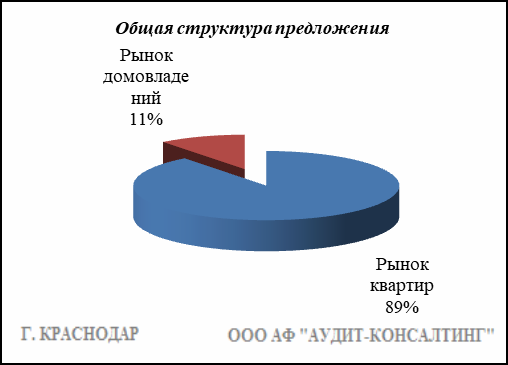 Общая структура предложения
Рынок
домовладе
ний
11%
Рынок
квартир
89%
Г. КРАСНОДАР
ООО АФ "АУДИТ-КОНСАЛТИНГ"